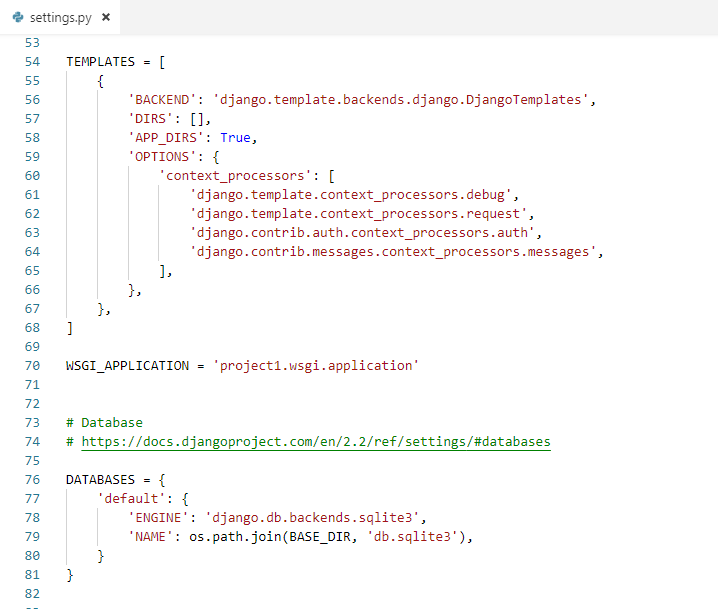 settings.py ×
53
54 TEMPLATES = [
55     {
56         'BACKEND': 'django.template.backends.django.DjangoTemplates',
57         'DIRS': [],
58         'APP_DIRS': True,
59         'OPTIONS': {
60             'context_processors': [
61                 'django.template.context_processors.debug',
62                 'django.template.context_processors.request',
63                 'django.contrib.auth.context_processors.auth',
64                 'django.contrib.messages.context_processors.messages',
65             ],
66         },
67     },
68 ]
69
70 WSGI_APPLICATION = 'project1.wsgi.application'
71
72
73 # Database
74 # https://docs.djangoproject.com/en/2.2/ref/settings/#databases
75
76 DATABASES = {
77     'default': {
78         'ENGINE': 'django.db.backends.sqlite3',
79         'NAME': os.path.join(BASE_DIR, 'db.sqlite3'),
80     }
81 }
82